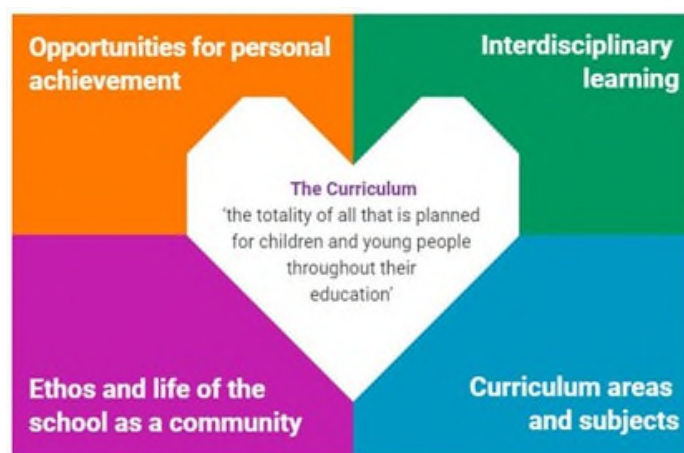 Opportunities for personal
achievement
Interdisciplinary
learning
The Curriculum
'the totality of all that is planned
for children and young people
throughout their
education'
Ethos and life of the
school as a community
Curriculum areas
and subjects